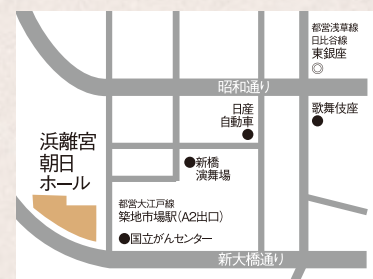 都営浅草線
日比谷線
東銀座
昭和通り
日産
自動車
歌舞伎座
浜離宮
朝日
ホール
新橋
演舞場
都営大江戸線
築地市場駅（A2出口）
国立がんセンター
新大橋通り